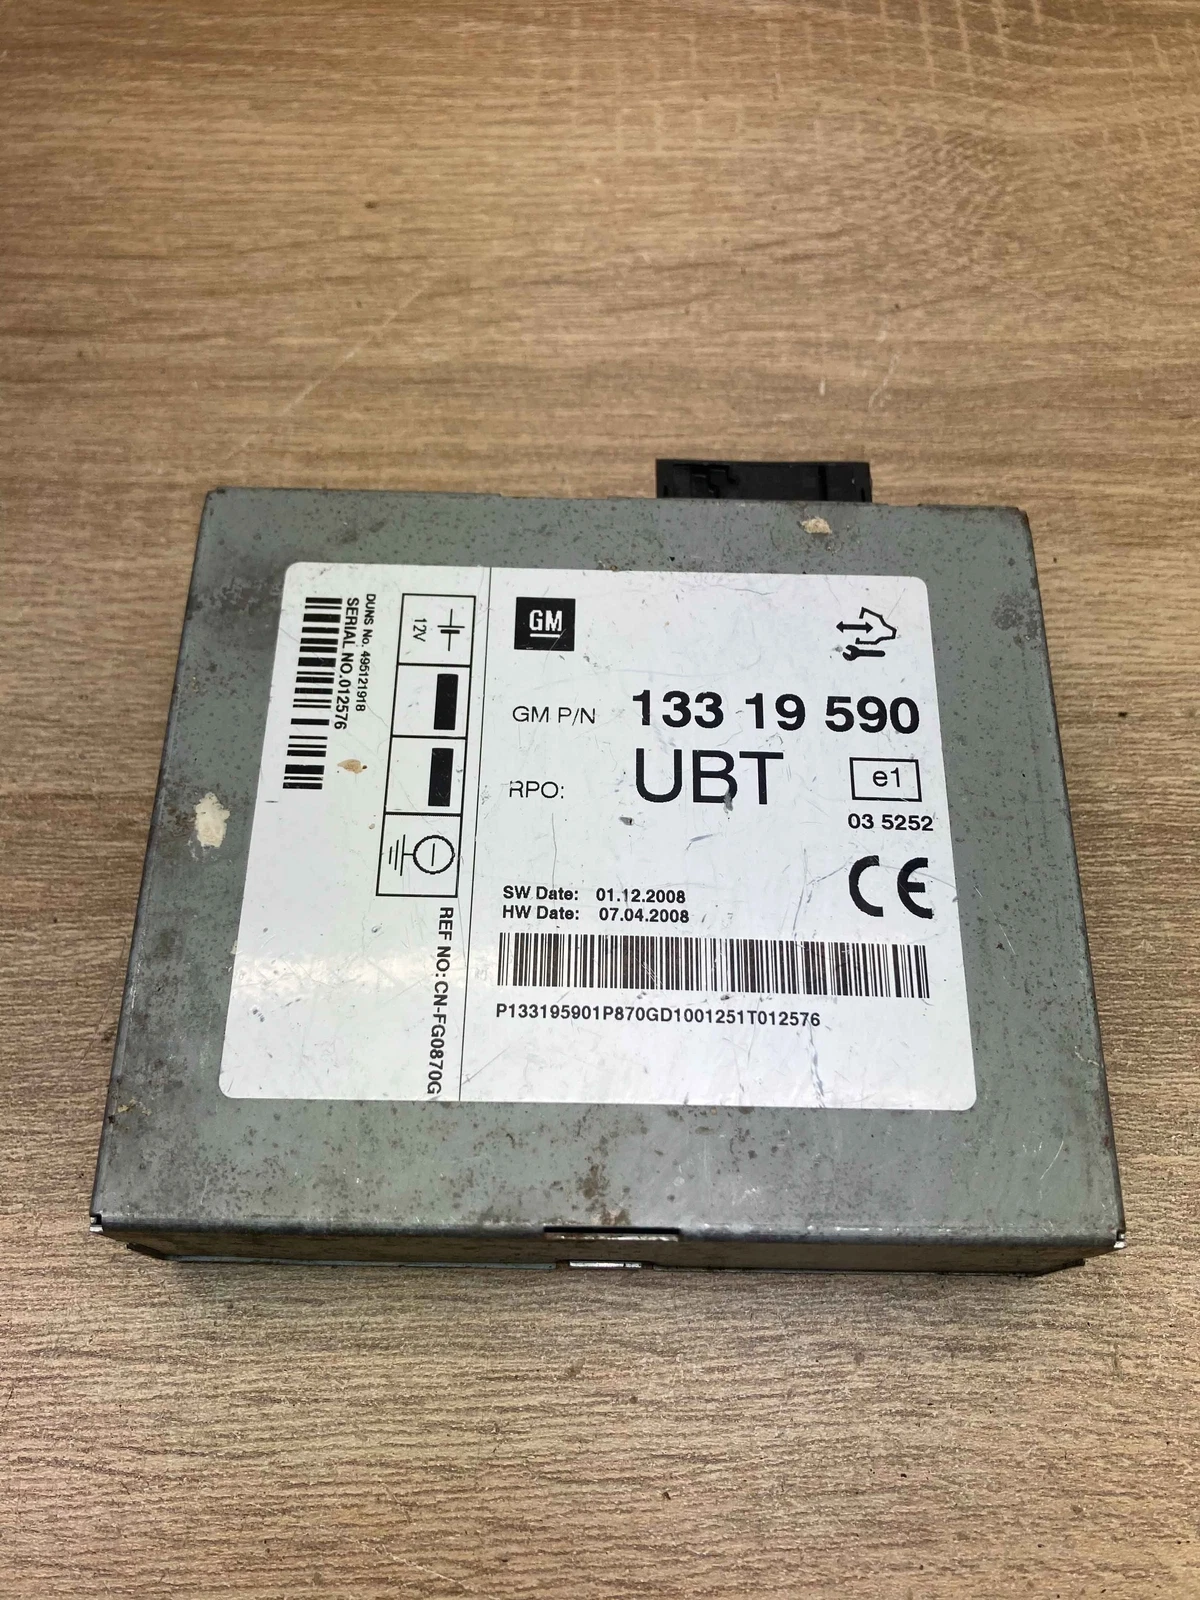 GM
GM P/N 133 19 590
RPO: UBT
e1
03 5252
CE
SW Date: 01.12.2008
HW Date: 07.04.2008
P133195901P870GD1001251T012576
12V
DUNS No. 495121918
SERIAL NO.012576
REF NO: CN-FG0870G